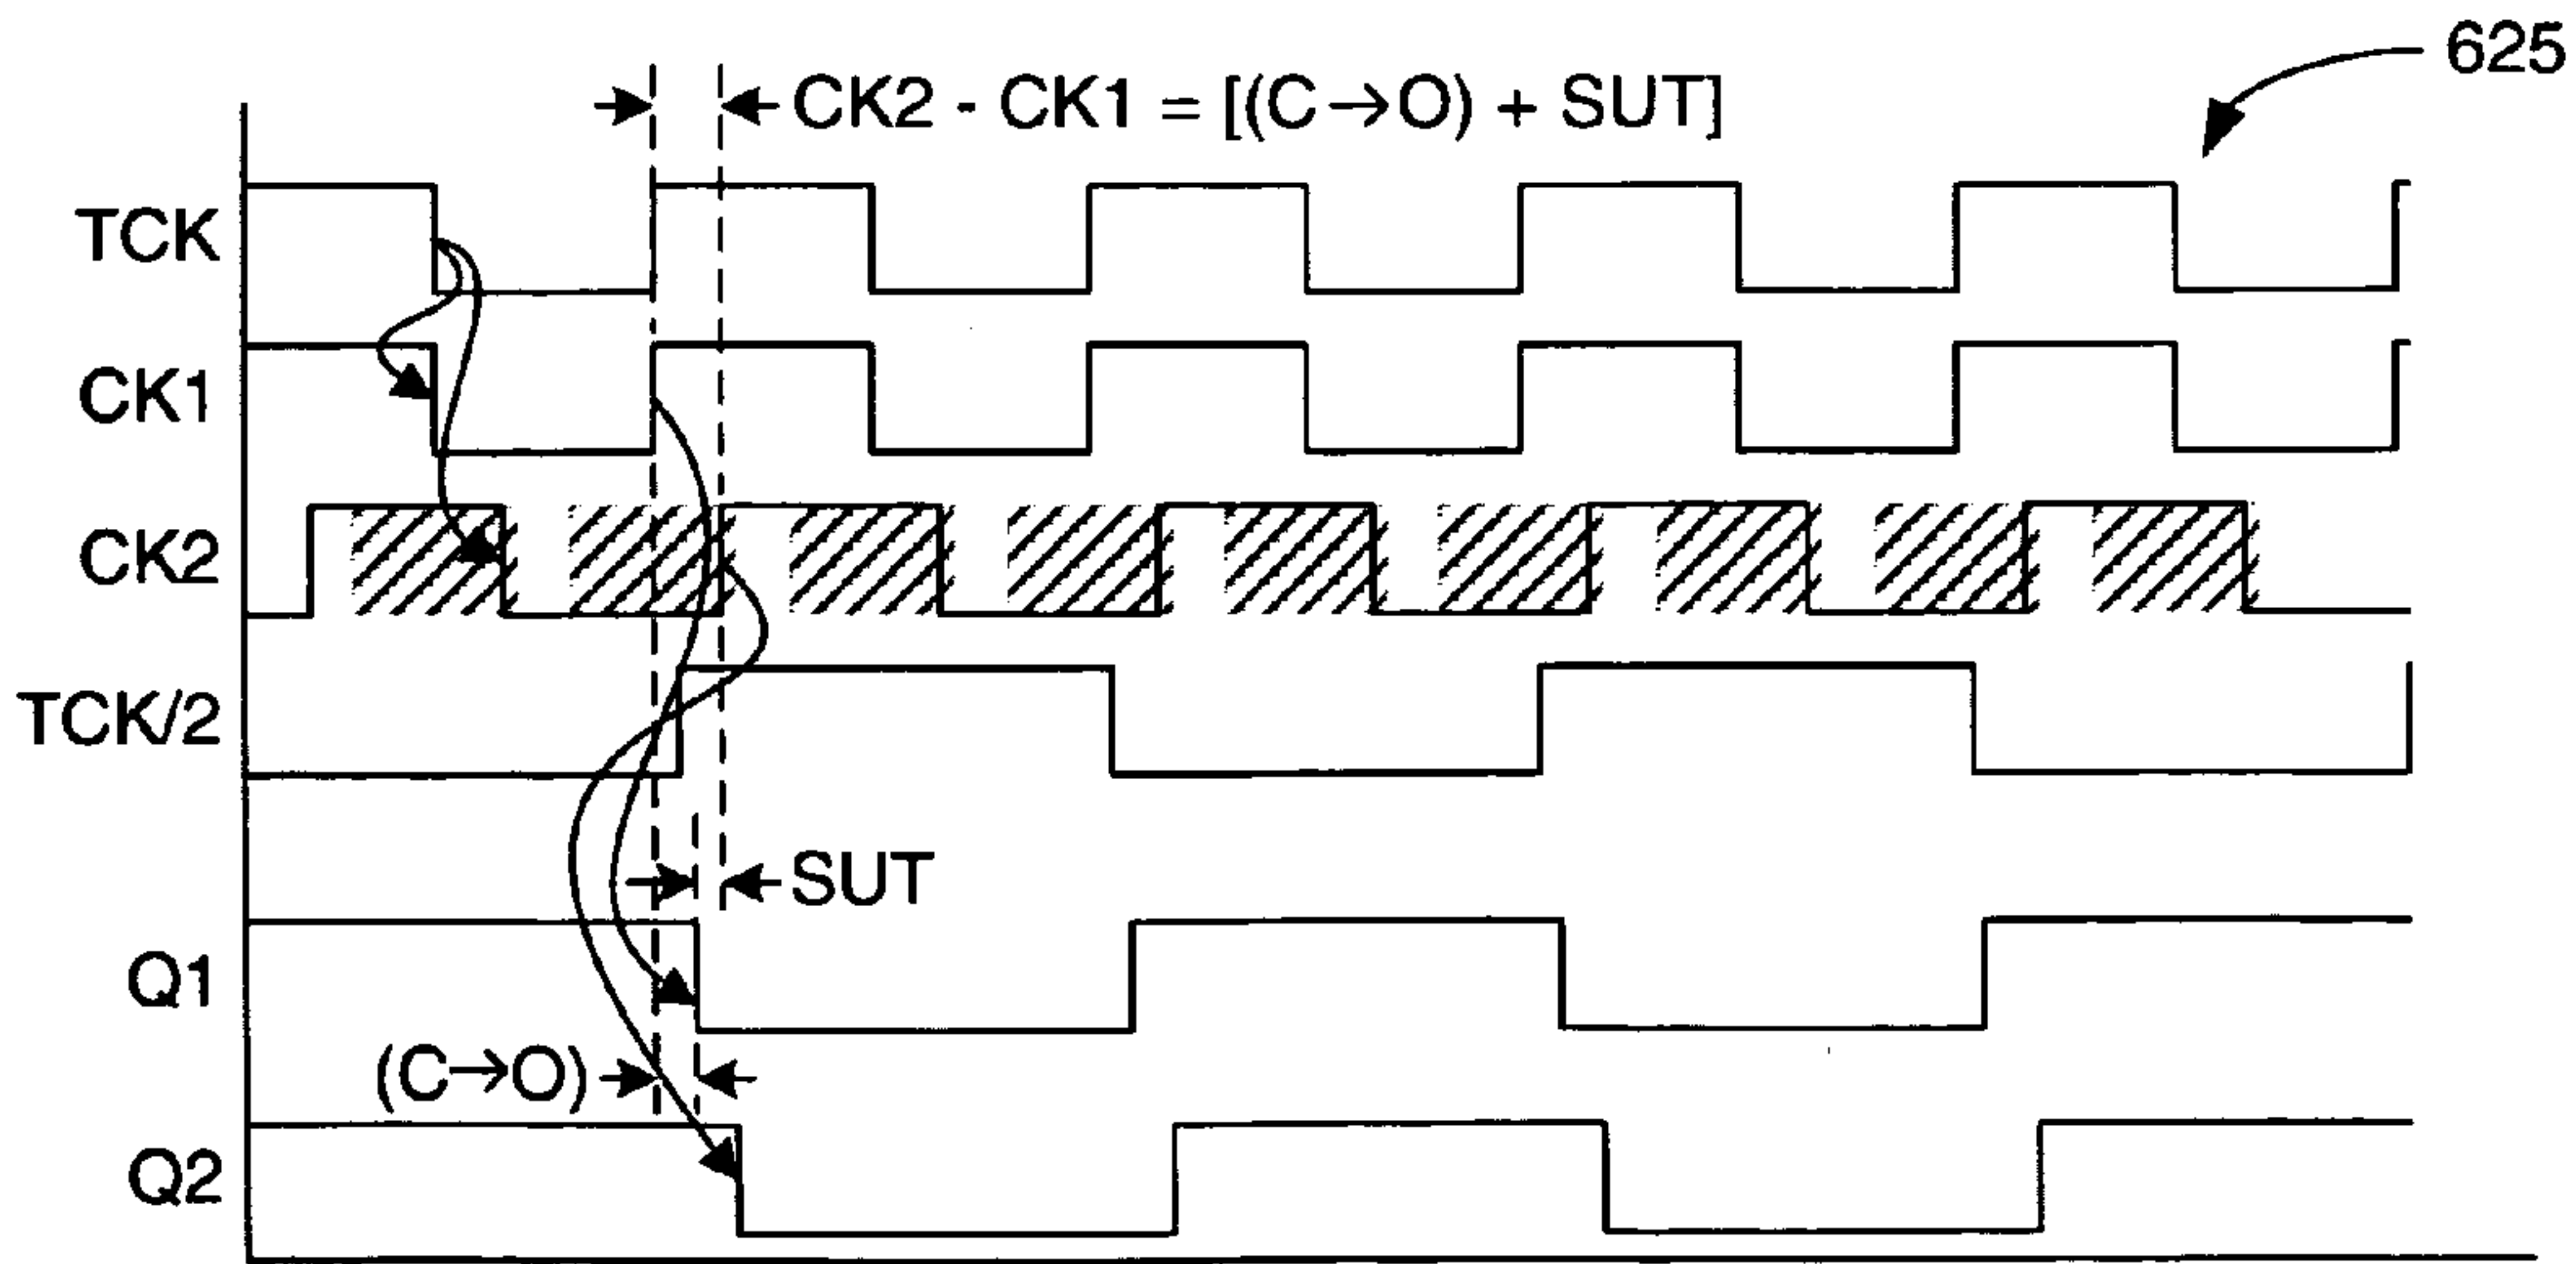 625
CK2 - CK1 = [(C→O) + SUT]
TCK
CK1
CK2
TCK/2
SUT
Q1
(C→O)
Q2